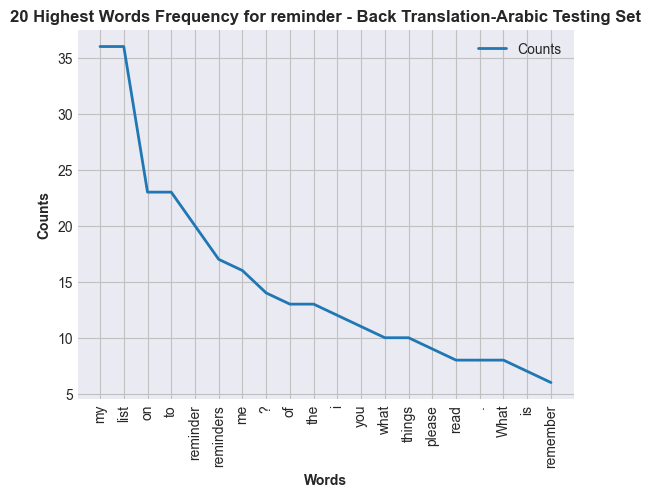 20 Highest Words Frequency for reminder - Back Translation-Arabic Testing Set
Counts
35
30
25
20
15
10
5
Counts
my
list
on
to
reminder
reminders
me
?
of
the
i
you
what
things
please
read
.
What
is
remember
Words